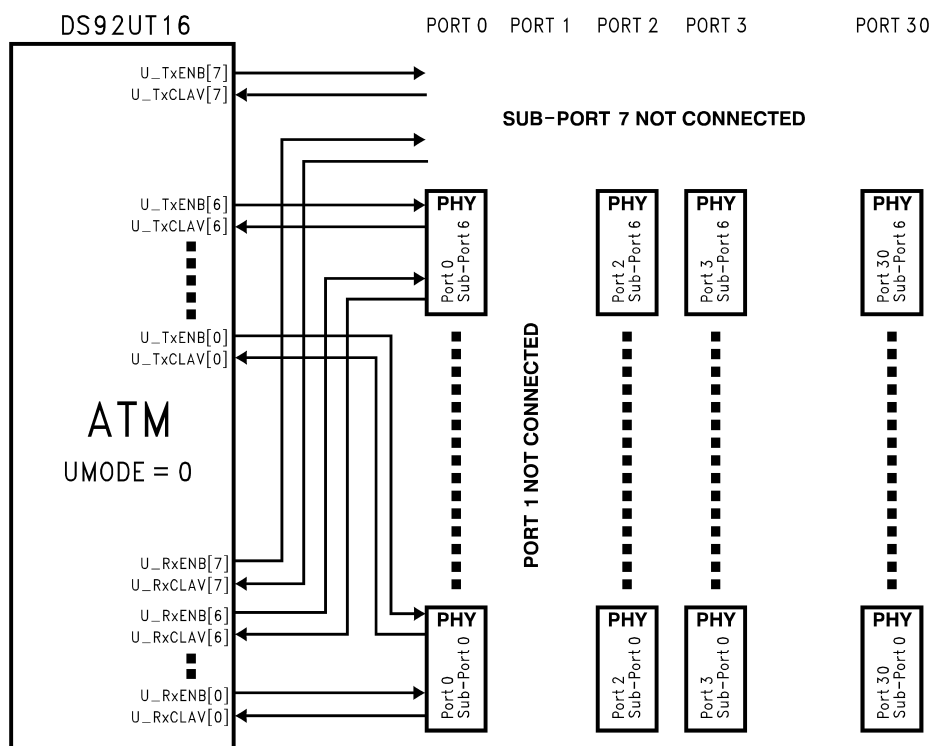 DS92UT16
PORT 0 PORT 1 PORT 2 PORT 3 PORT 30
U_TxENB[7]
U_TxCLAV[7]
SUB-PORT 7 NOT CONNECTED
U_TxENB[6]
U_TxCLAV[6]
PHY
Port 0
Sub-Port 6
PHY
Port 2
Sub-Port 6
PHY
Port 3
Sub-Port 6
PHY
Port 30
Sub-Port 6
U_TxENB[0]
U_TxCLAV[0]
PORT 1 NOT CONNECTED
ATM
UMODE = 0
U_RxENB[7]
U_RxCLAV[7]
U_RxENB[6]
U_RxCLAV[6]
U_RxENB[0]
U_RxCLAV[0]
PHY
Port 0
Sub-Port 0
PHY
Port 2
Sub-Port 0
PHY
Port 3
Sub-Port 0
PHY
Port 30
Sub-Port 0